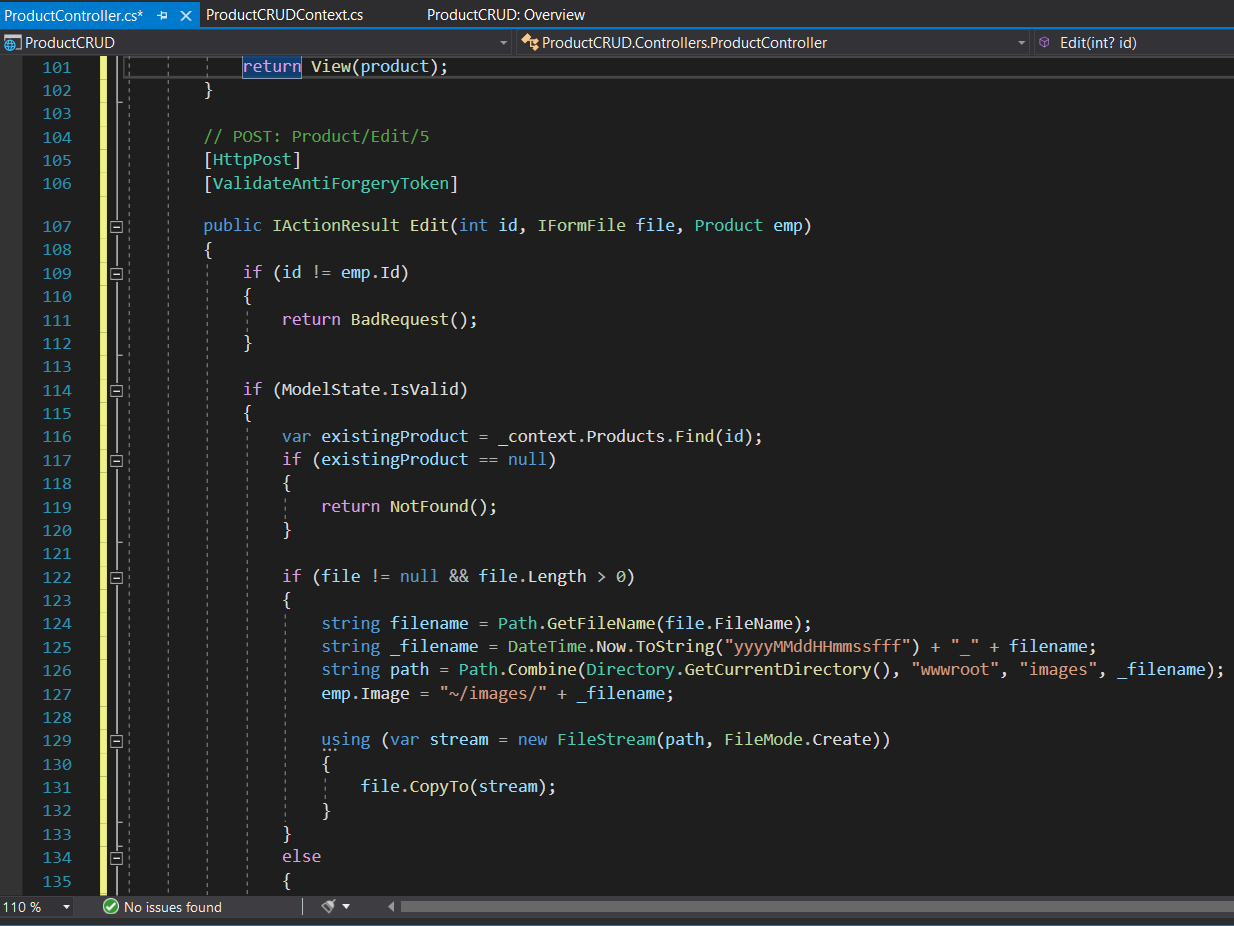 ProductController.cs* ProductCRUDContext.cs ProductCRUD: Overview
ProductCRUD ProductCRUD.Controllers.ProductController Edit(int? id)
101 return View(product);
102 }
103
104 // POST: Product/Edit/5
105 [HttpPost]
106 [ValidateAntiForgeryToken]
107 public IActionResult Edit(int id, IFormFile file, Product emp)
108 {
109 if (id != emp.Id)
110 {
111 return BadRequest();
112 }
113
114 if (ModelState.IsValid)
115 {
116 var existingProduct = _context.Products.Find(id);
117 if (existingProduct == null)
118 {
119 return NotFound();
120 }
121
122 if (file != null && file.Length > 0)
123 {
124 string filename = Path.GetFileName(file.FileName);
125 string _filename = DateTime.Now.ToString("yyyyMMddHHmmssfff") + "_" + filename;
126 string path = Path.Combine(Directory.GetCurrentDirectory(), "wwwroot", "images", _filename);
127 emp.Image = "~/images/" + _filename;
128
129 using (var stream = new FileStream(path, FileMode.Create))
130 {
131 file.CopyTo(stream);
132 }
133 }
134 else
135 {
110 % No issues found